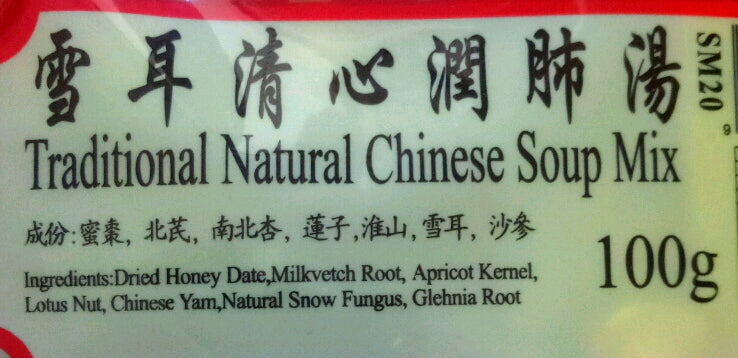 雪耳清心潤肺湯
SM20
Traditional Natural Chinese Soup Mix
成份:蜜棗, 北芪, 南北杏, 蓮子,淮山,雪耳, 沙參
Ingredients:Dried Honey Date,Milkvetch Root, Apricot Kernel,
Lotus Nut, Chinese Yam,Natural Snow Fungus, Glehnia Root
100g